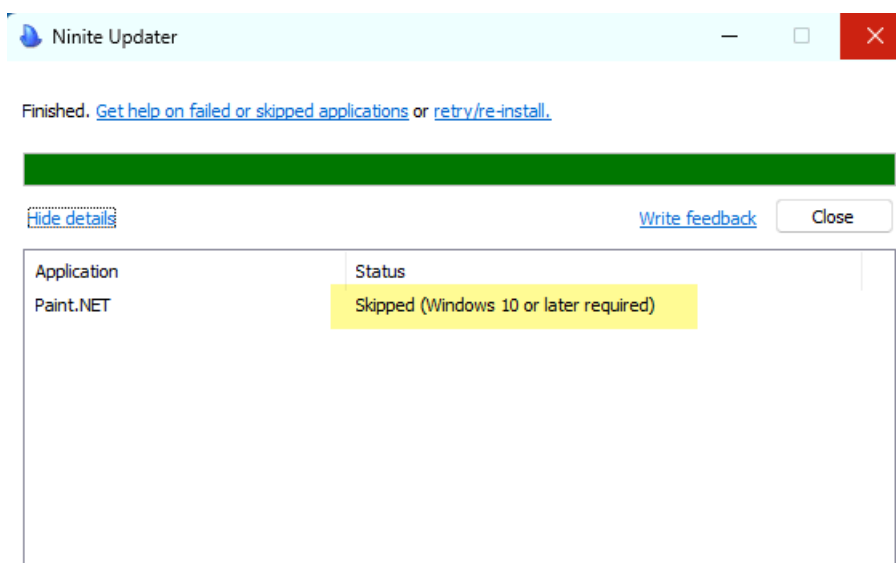 Ninite Updater
Finished. Get help on failed or skipped applications or retry/re-install.
Hide details Write feedback Close
Application Status
Paint.NET Skipped (Windows 10 or later required)